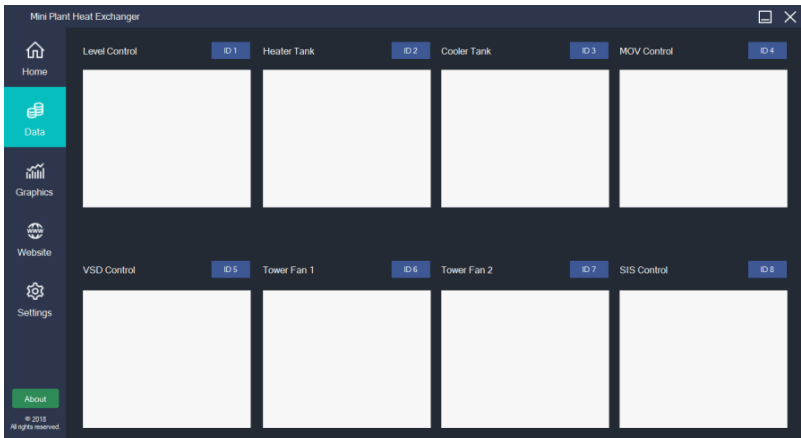 Mini Plant Heat Exchanger
Home
Data
Graphics
www
Website
Settings
About
© 2018
All rights reserved.
Level Control ID 1 Heater Tank ID 2 Cooler Tank ID 3 MOV Control ID 4
VSD Control ID 5 Tower Fan 1 ID 6 Tower Fan 2 ID 7 SIS Control ID 8